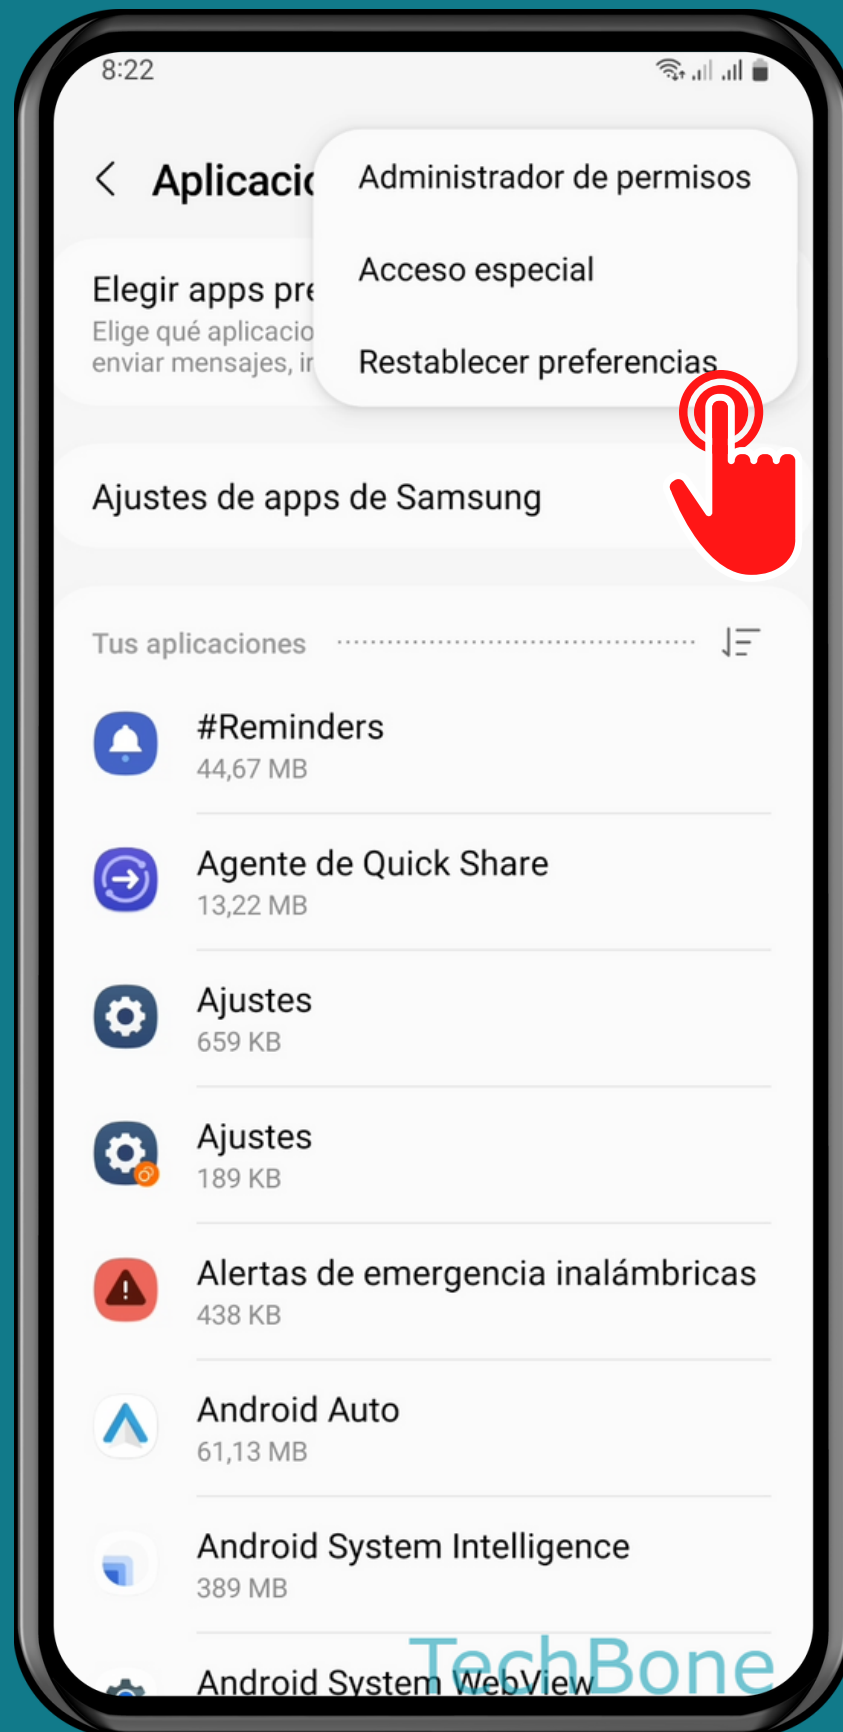 8:22
Aplicacio
Administrador de permisos
Acceso especial
Restablecer preferencias
Elegir apps pre
Elige qué aplicacio
enviar mensajes, ir
Ajustes de apps de Samsung
Tus aplicaciones
#Reminders
44,67 MB
Agente de Quick Share
13,22 MB
Ajustes
659 KB
Ajustes
189 KB
Alertas de emergencia inalámbricas
438 KB
Android Auto
61,13 MB
Android System Intelligence
389 MB
Android System WebView
TechBone